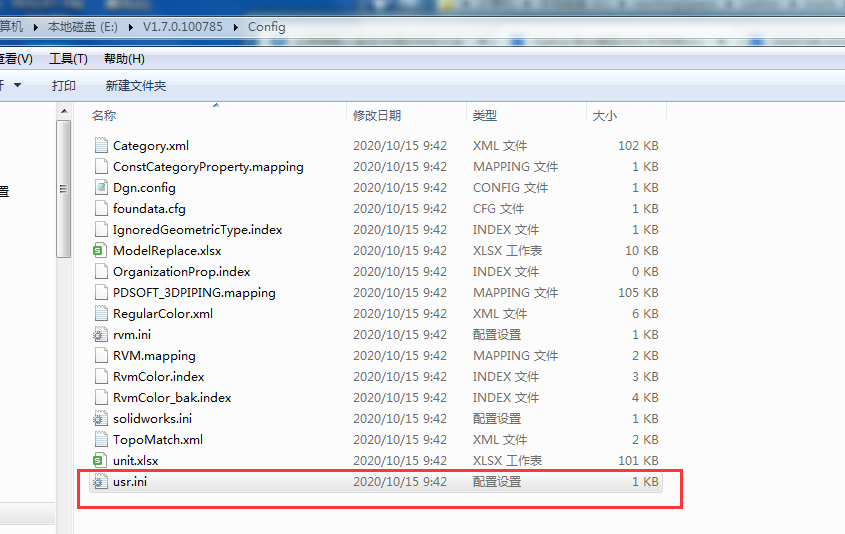 算机 ▸ 本地磁盘 (E:) ▸ V1.7.0.100785 ▸ Config
查看(V) 工具(T) 帮助(H)
打印 新建文件夹
名称 修改日期 类型 大小
Category.xml 2020/10/15 9:42 XML 文件 102 KB
ConstCategoryProperty.mapping 2020/10/15 9:42 MAPPING 文件 1 KB
Dgn.config 2020/10/15 9:42 CONFIG 文件 1 KB
foundata.cfg 2020/10/15 9:42 CFG 文件 1 KB
IgnoredGeometricType.index 2020/10/15 9:42 INDEX 文件 1 KB
ModelReplace.xlsx 2020/10/15 9:42 XLSX 工作表 10 KB
OrganizationProp.index 2020/10/15 9:42 INDEX 文件 0 KB
置
PDSOFT_3DPIPING.mapping 2020/10/15 9:42 MAPPING 文件 105 KB
RegularColor.xml 2020/10/15 9:42 XML 文件 6 KB
rvm.ini 2020/10/15 9:42 配置设置 1 KB
RVM.mapping 2020/10/15 9:42 MAPPING 文件 2 KB
RvmColor.index 2020/10/15 9:42 INDEX 文件 3 KB
RvmColor_bak.index 2020/10/15 9:42 INDEX 文件 4 KB
solidworks.ini 2020/10/15 9:42 配置设置 1 KB
TopoMatch.xml 2020/10/15 9:42 XML 文件 2 KB
unit.xlsx 2020/10/15 9:42 XLSX 工作表 101 KB
usr.ini 2020/10/15 9:42 配置设置 1 KB